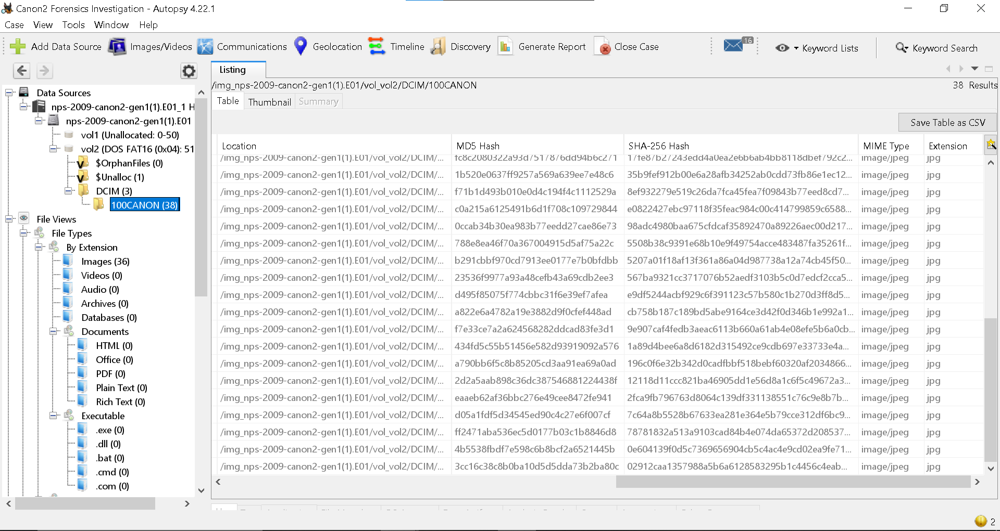 Canon2 Forensics Investigation - Autopsy 4.22.1
Case View Tools Window Help
Add Data Source Images/Videos Communications Geolocation Timeline Discovery Generate Report Close Case 16 Keyword Lists Keyword Search
Listing
/img_nps-2009-canon2-gen1(1).E01/vol_vol2/DCIM/100CANON
38 Results
Table Thumbnail Summary
Save Table as CSV
Data Sources
nps-2009-canon2-gen1(1).E01_1 H
nps-2009-canon2-gen1(1).E01
vol1 (Unallocated: 0-50)
vol2 (DOS FAT16 (0x04): 51
$OrphanFiles (0)
$Unalloc (1)
DCIM (3)
100CANON (38)
File Views
File Types
By Extension
Images (36)
Videos (0)
Audio (0)
Archives (0)
Databases (0)
Documents
HTML (0)
Office (0)
PDF (0)
Plain Text (0)
Rich Text (0)
Executable
.exe (0)
.dll (0)
.bat (0)
.cmd (0)
.com (0)
Location MD5 Hash SHA-256 Hash MIME Type Extension
/img_nps-2009-canon2-gen1(1).E01/vol_vol2/DCIM/... fc8c2080322a93d7517876dd94b6c271 17fe87b27243edd4a0ea2e6b6ab4bb8118dbef792c2... image/jpeg jpg
/img_nps-2009-canon2-gen1(1).E01/vol_vol2/DCIM/... 1b520e0637ff9257a569a639ee7e48c6 35b9fef912b00e6a28afb34252ab0cdd73fb86e1ec12... image/jpeg jpg
/img_nps-2009-canon2-gen1(1).E01/vol_vol2/DCIM/... f71b1d493b010e0d4c194f4c1112529a 8ef932279e519c26da7fca45fea7f09843b77eed8cd7... image/jpeg jpg
/img_nps-2009-canon2-gen1(1).E01/vol_vol2/DCIM/... c0a215a6125491b6d1f708c109729844 e0822427ebc97118f35feac984c00c414799859c6588... image/jpeg jpg
/img_nps-2009-canon2-gen1(1).E01/vol_vol2/DCIM/... 0ccab34b30ea983b77eedd27cae86e73 98adc4980baa675cfdcaf35892470a89226aec00d217... image/jpeg jpg
/img_nps-2009-canon2-gen1(1).E01/vol_vol2/DCIM/... 788e8ea46f70a367004915d5af75a22c 5508b38c9391e68b10e9f49754acce483487fa35261f... image/jpeg jpg
/img_nps-2009-canon2-gen1(1).E01/vol_vol2/DCIM/... b291cbbf970cd7913ee0177e7b0bfdbb 5207a01f18af13f361a86a04d987738a12a74cb45f50... image/jpeg jpg
/img_nps-2009-canon2-gen1(1).E01/vol_vol2/DCIM/... 23536f9977a93a48cefb43a69cdb2ee3 567ba9321cc3717076b52aedf3103b5c0d7edcf2cca5... image/jpeg jpg
/img_nps-2009-canon2-gen1(1).E01/vol_vol2/DCIM/... d495f85075f774cbbc31f6e39ef7afea e9df5244acbf929c6f391123c57b580c1b270d3ff8d5... image/jpeg jpg
/img_nps-2009-canon2-gen1(1).E01/vol_vol2/DCIM/... a822e6a4782a19e3882d9f0cfef448ad cb758b187c189bd5abe9164ce3d42f0d346b1e992a1... image/jpeg jpg
/img_nps-2009-canon2-gen1(1).E01/vol_vol2/DCIM/... f7e33ce7a2a624568282ddcad83fe3d1 9e907caf4fedb3aeac6113b660a61ab4e08efe5b6a0cb... image/jpeg jpg
/img_nps-2009-canon2-gen1(1).E01/vol_vol2/DCIM/... 434fd5c55b51456e582d93919092a576 1a89d4bee6a8d6182d315492ce9cdb697e33733e4a... image/jpeg jpg
/img_nps-2009-canon2-gen1(1).E01/vol_vol2/DCIM/... a790bb6f5c8b85205cd3aa91ea69a0ad 196c0f6e32b342d0cadfbbf518bebf60320af2034866... image/jpeg jpg
/img_nps-2009-canon2-gen1(1).E01/vol_vol2/DCIM/... 2d2a5aab898c36dc387546881224438f 12118d11ccc821ba46905dd1e56d8a1c6f5c49672a3... image/jpeg jpg
/img_nps-2009-canon2-gen1(1).E01/vol_vol2/DCIM/... eaaeb62af36bbc276e49cee8472fe941 2fca9fb796763d8064c139df331138551c76c9e8b7b... image/jpeg jpg
/img_nps-2009-canon2-gen1(1).E01/vol_vol2/DCIM/... d05a1fdf5d34545ed90c4c27e6f007cf 7c64a8b5528b67633ea281e364e5b79cce312df6bc9... image/jpeg jpg
/img_nps-2009-canon2-gen1(1).E01/vol_vol2/DCIM/... ff2471aba536ec5d0177b03c1b8846d8 78781832a513a9103cad84b4e074da65372d208537... image/jpeg jpg
/img_nps-2009-canon2-gen1(1).E01/vol_vol2/DCIM/... 4b5538fbdf7e598c6b8bcf2a6521445b 0e604139f0d5c7369656904cb5c4ac4e9cd02ea9fe71... image/jpeg jpg
/img_nps-2009-canon2-gen1(1).E01/vol_vol2/DCIM/... 3cc16c38c8b0ba10d5d5dda73b2ba80c 02912caa1357988a5b6a6128583295b1c4456c4eab... image/jpeg jpg
2